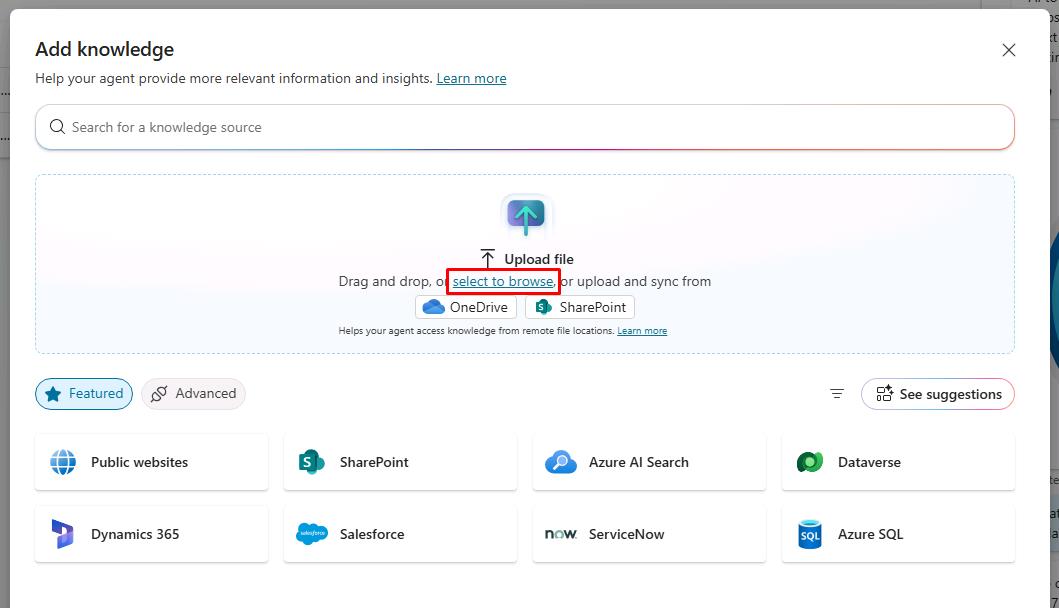 Add knowledge
Help your agent provide more relevant information and insights. Learn more
Search for a knowledge source
Upload file
Drag and drop, or select to browse, or upload and sync from
OneDrive
SharePoint
Helps your agent access knowledge from remote file locations. Learn more
Featured
Advanced
See suggestions
Public websites
SharePoint
Azure AI Search
Dataverse
Dynamics 365
salesforce Salesforce
now. ServiceNow
SQL Azure SQL